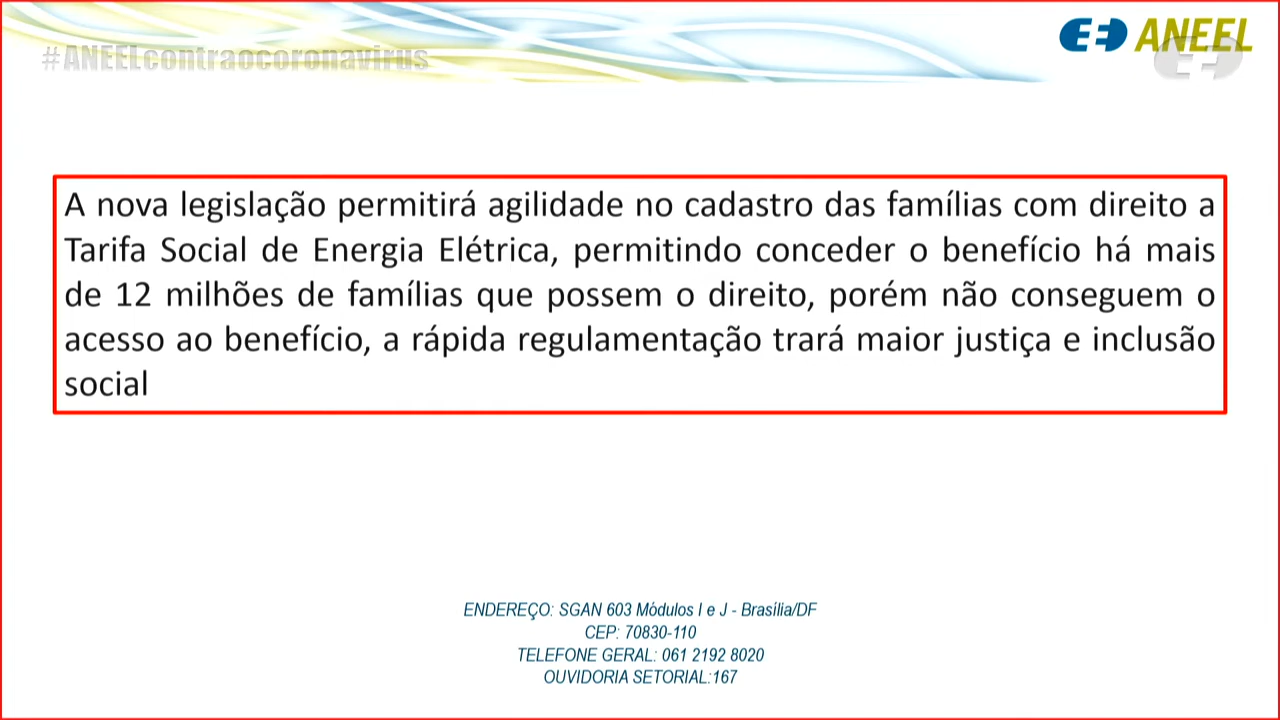 #ANEELcontraocoronavirus
ANEEL
A nova legislação permitirá agilidade no cadastro das famílias com direito a
Tarifa Social de Energia Elétrica, permitindo conceder o benefício há mais
de 12 milhões de famílias que possem o direito, porém não conseguem o
acesso ao benefício, a rápida regulamentação trará maior justiça e inclusão
social
ENDEREÇO: SGAN 603 Módulos I e J - Brasília/DF
CEP: 70830-110
TELEFONE GERAL: 061 2192 8020
OUVIDORIA SETORIAL:167